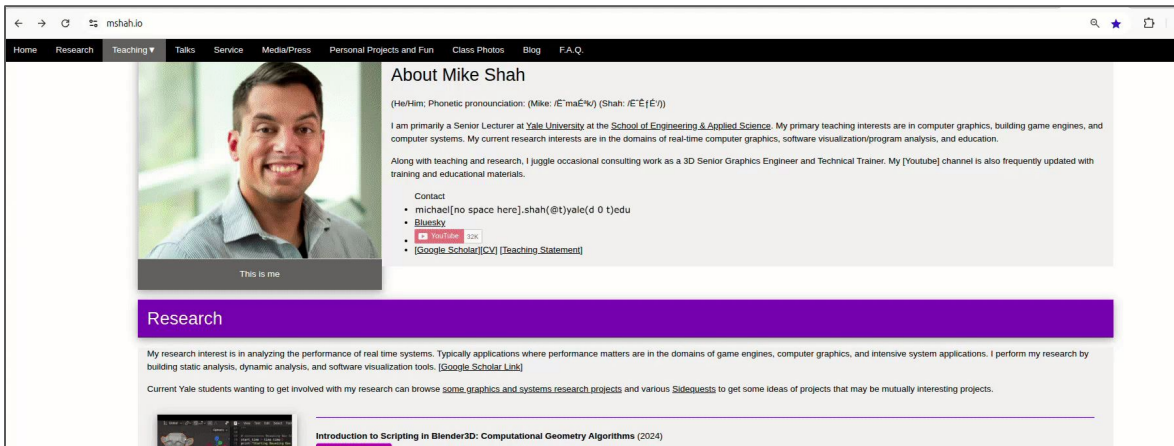 mshah.io
Home Research Teaching▼ Talks Service Media/Press Personal Projects and Fun Class Photos Blog F.A.Q.
About Mike Shah
(He/Him; Phonetic pronounciation: (Mike: /ËˆmaÉªk/) (Shah: /ËˆÊƒÉ'/))
I am primarily a Senior Lecturer at Yale University at the School of Engineering & Applied Science. My primary teaching interests are in computer graphics, building game engines, and
computer systems. My current research interests are in the domains of real-time computer graphics, software visualization/program analysis, and education.
Along with teaching and research, I juggle occasional consulting work as a 3D Senior Graphics Engineer and Technical Trainer. My [Youtube] channel is also frequently updated with
training and educational materials.
Contact
• michael[no space here].shah(@t)yale(d 0 t)edu
• Bluesky
• YouTube 32K
• [Google Scholar][CV] [Teaching Statement]
This is me
Research
My research interest is in analyzing the performance of real time systems. Typically applications where performance matters are in the domains of game engines, computer graphics, and intensive system applications. I perform my research by
building static analysis, dynamic analysis, and software visualization tools. [Google Scholar Link]
Current Yale students wanting to get involved with my research can browse some graphics and systems research projects and various Sidequests to get some ideas of projects that may be mutually interesting projects.
Introduction to Scripting in Blender3D: Computational Geometry Algorithms (2024)